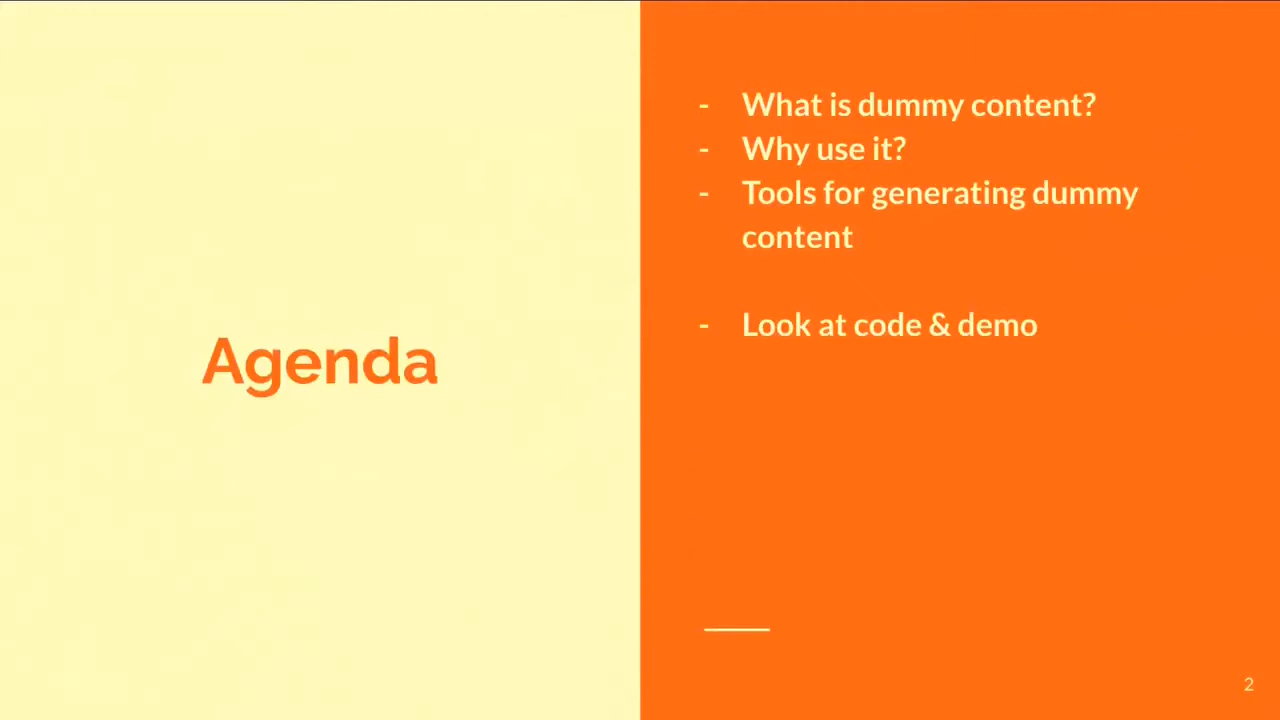 Agenda
- What is dummy content?
- Why use it?
- Tools for generating dummy
content
- Look at code & demo
2